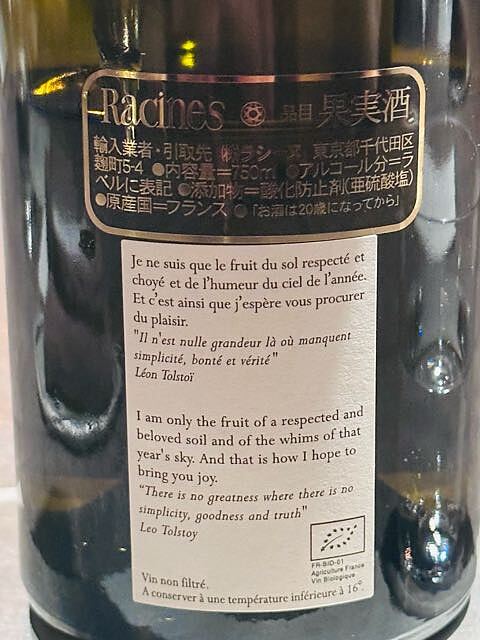 Racines 品目 果実酒
輸入業者・引取先 ㈱ラシーヌ 東京都千代田区
麹町5-4 ●内容量=750ml ●アルコール分=ラ
ベルに表記 ●添加物=酸化防止剤(亜硫酸塩)
●原産国=フランス ●「お酒は20歳になってから」
Je ne suis que le fruit du sol respecté et
choyé et de l'humeur du ciel de l'année.
Et c'est ainsi que j'espère vous procurer
du plaisir.
"Il n'est nulle grandeur là où manquent
simplicité, bonté et vérité"
Léon Tolstoï
I am only the fruit of a respected and
beloved soil and of the whims of that
year's sky. And that is how I hope to
bring you joy.
"There is no greatness where there is no
simplicity, goodness and truth"
Leo Tolstoy
FR-BIO-01
Agriculture France
Vin Biologique
Vin non filtré.
A conserver à une température inférieure à 16°.